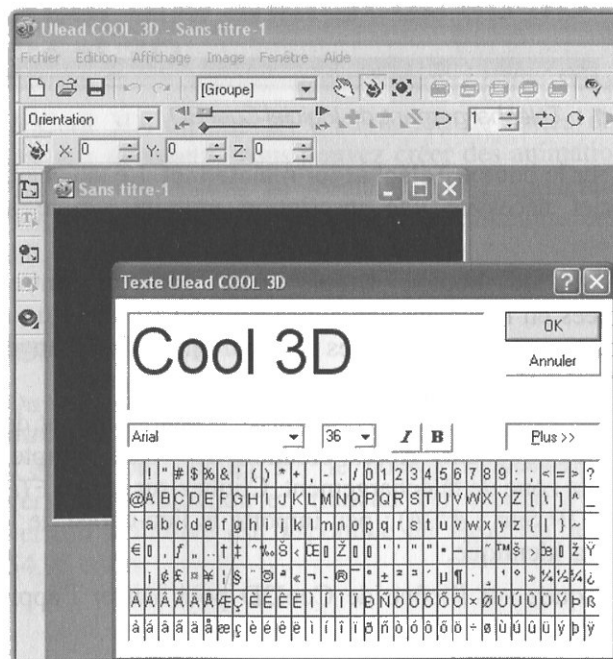 Ulead COOL 3D - Sans titre-1
Fichier Edition Affichage Image Fenêtre Aide
[Groupe]
Orientation 1
X: 0 Y: 0 Z: 0
Sans titre-1
Texte Ulead COOL 3D
Cool 3D
OK
Annuler
Arial 36 I B Plus >>
! " # $ % & ' ( ) * + , - . / 0 1 2 3 4 5 6 7 8 9 : ; < = > ?
@ A B C D E F G H I J K L M N O P Q R S T U V W X Y Z [ \ ] ^ _
` a b c d e f g h i j k l m n o p q r s t u v w x y z { | } ~
€ ‚ ƒ „ … † ‡ ˆ ‰ Š ‹ Œ Ž ' ' " " • – — ˜ ™ š › œ ž Ÿ
¡ ¢ £ ¤ ¥ ¦ § ¨ © ª « ¬ - ® ¯ ° ± ² ³ ´ µ ¶ · ¸ ¹ º » ¼ ½ ¾ ¿
À Á Â Ã Ä Å Æ Ç È É Ê Ë Ì Í Î Ï Ð Ñ Ò Ó Ô Õ Ö × Ø Ù Ú Û Ü Ý Þ ß
à á â ã ä å æ ç è é ê ë ì í î ï ð ñ ò ó ô õ ö ÷ ø ù ú û ü ý þ ÿ